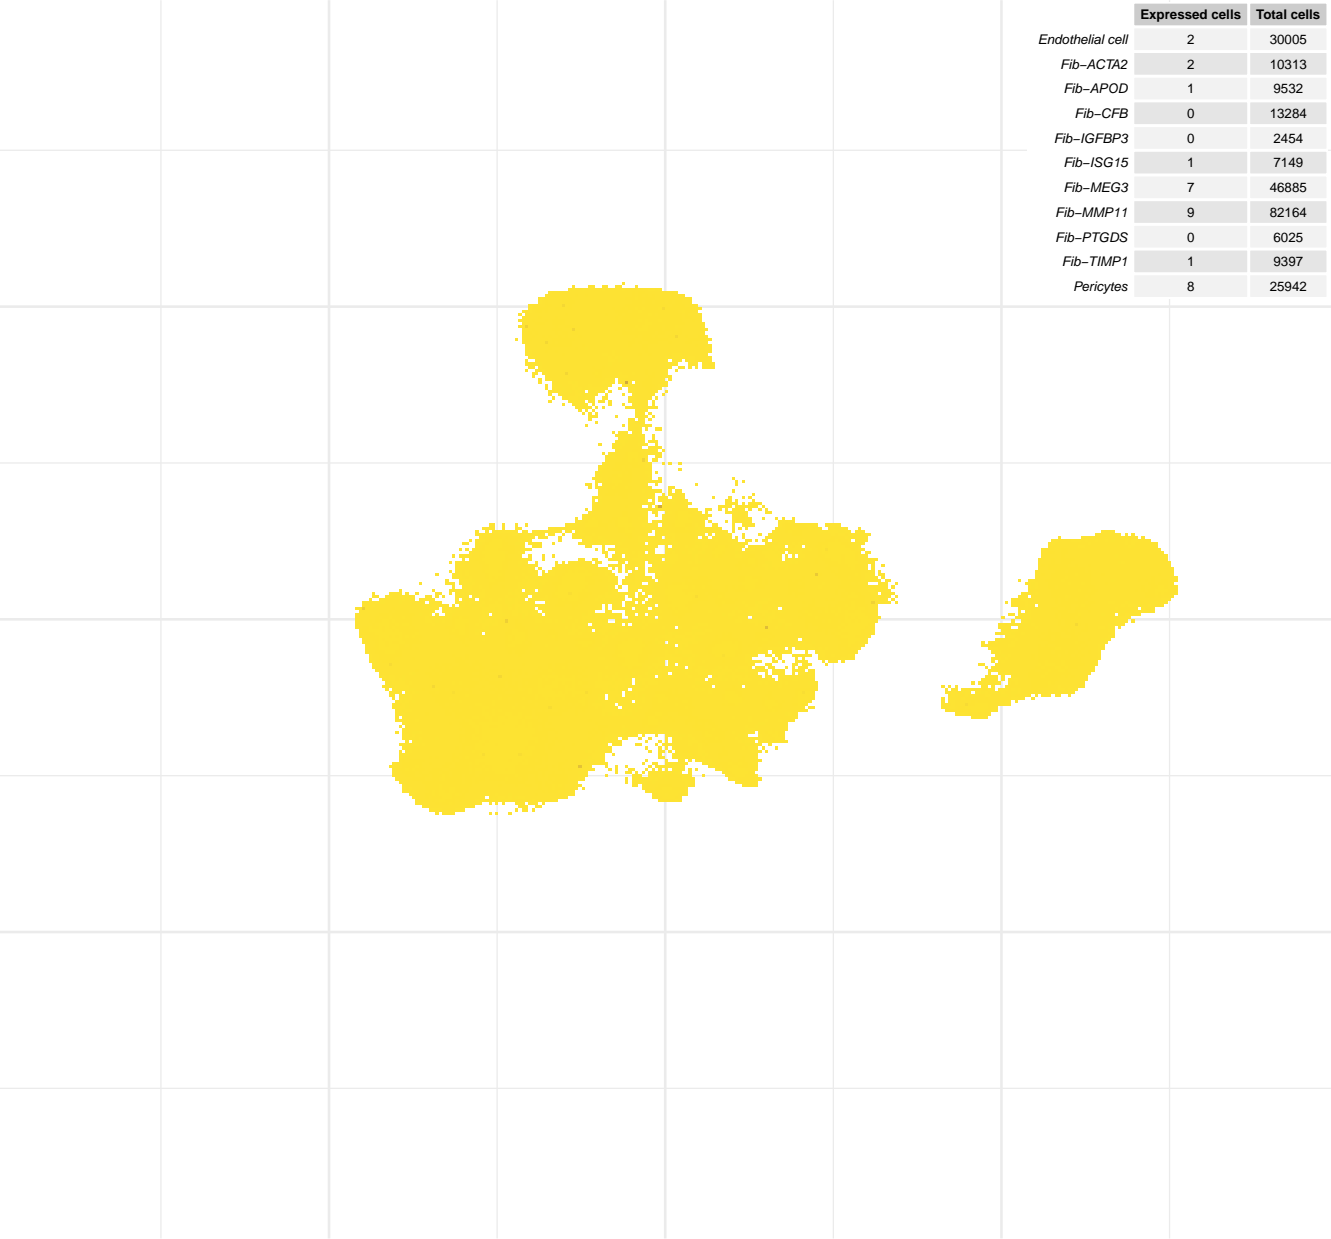 Expressed cells Total cells
Endothelial cell 2 30005
Fib−ACTA2 2 10313
Fib−APOD 1 9532
Fib−CFB 0 13284
Fib−IGFBP3 0 2454
Fib−ISG15 1 7149
Fib−MEG3 7 46885
Fib−MMP11 9 82164
Fib−PTGDS 0 6025
Fib−TIMP1 1 9397
Pericytes 8 25942